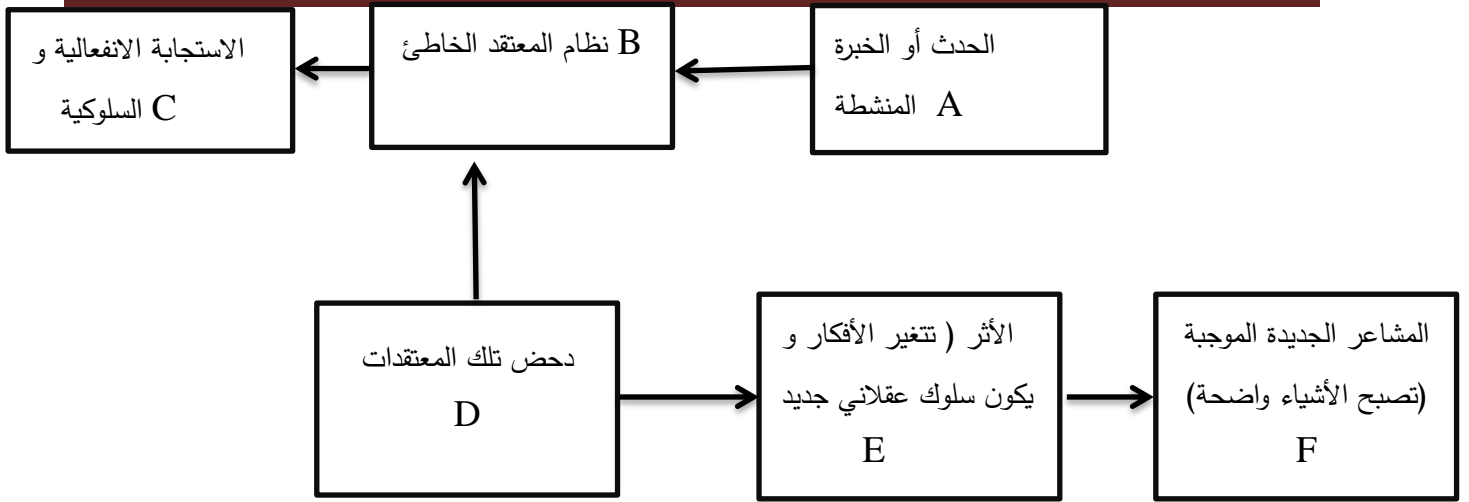 الحدث أو الخبرة
المنشطة A
B نظام المعتقد الخاطئ
الاستجابة الانفعالية و
السلوكية C
دحض تلك المعتقدات
D
الأثر ( تتغير الأفكار و
يكون سلوك عقلاني جديد
E
المشاعر الجديدة الموجبة
(تصبح الأشياء واضحة)
F